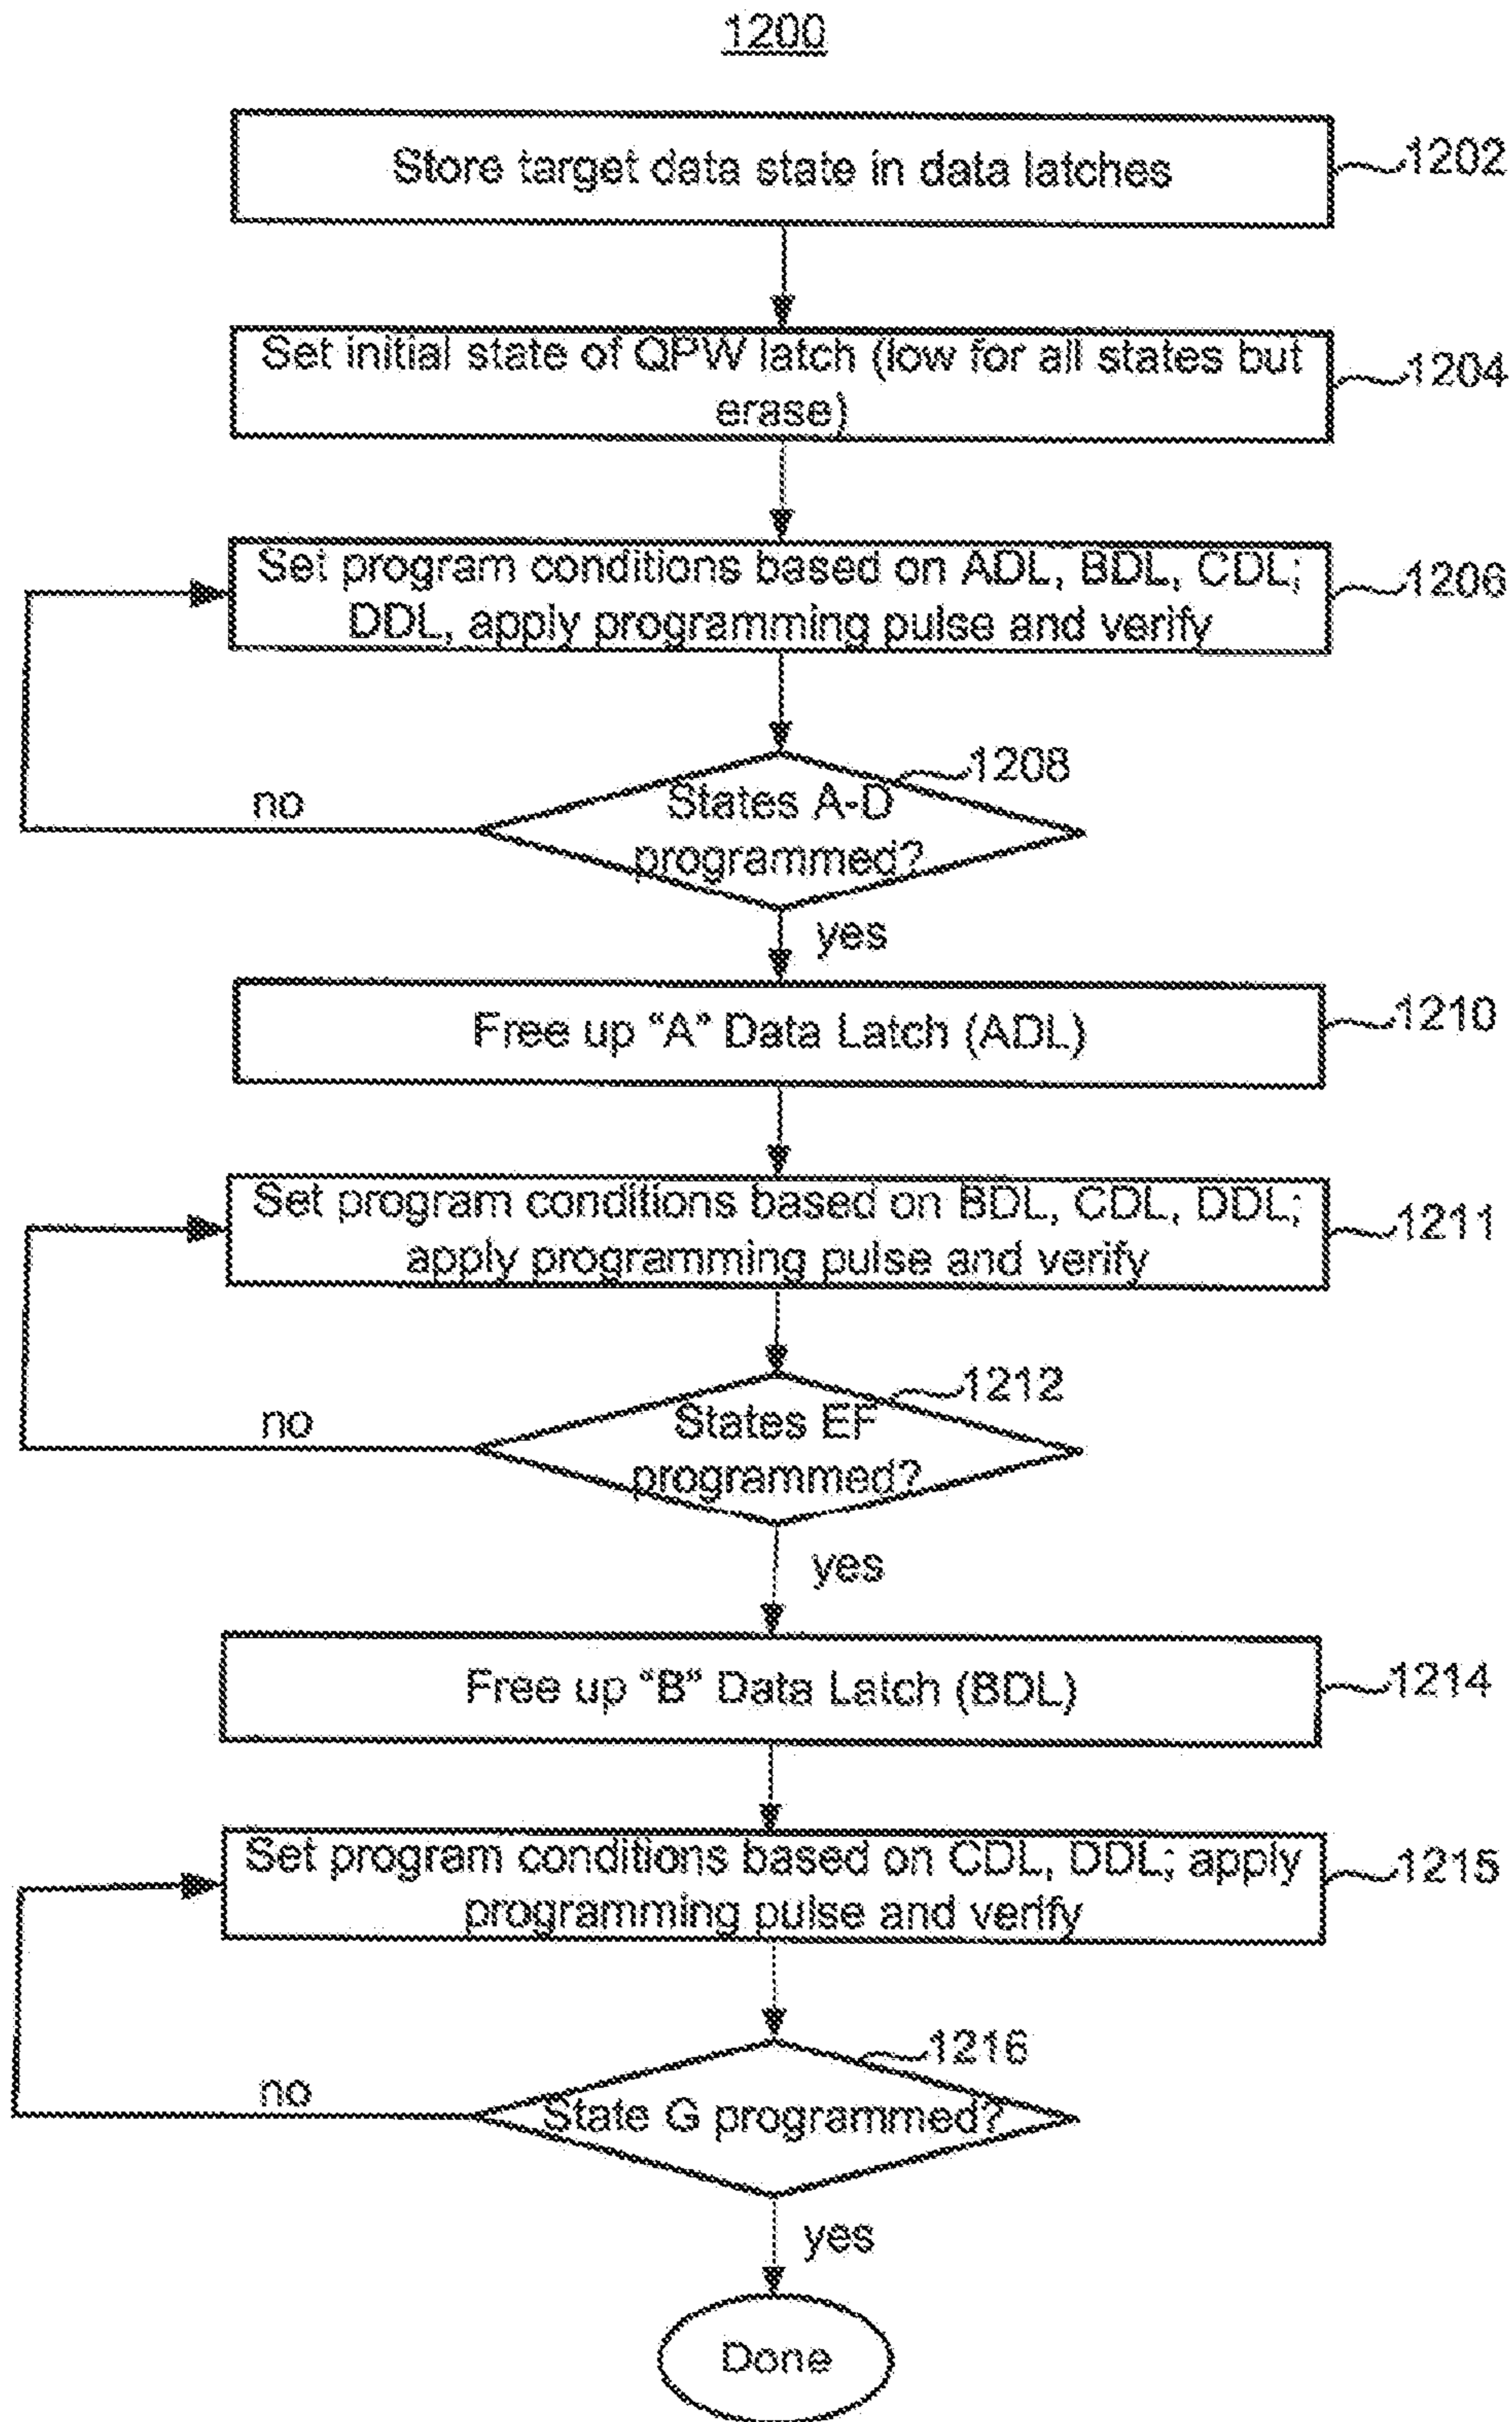 1200
Store target data state in data latches
1202
Set initial state of QPW latch (low for all states but
erase)
1204
Set program conditions based on ADL, BDL, CDL;
DDL, apply programming pulse and verify
1206
1208
States A-D
programmed?
no
yes
Free up "A" Data Latch (ADL)
1210
Set program conditions based on BDL, CDL, DDL;
apply programming pulse and verify
1211
1212
States EF
programmed?
no
yes
Free up "B" Data Latch (BDL)
1214
Set program conditions based on CDL, DDL; apply
programming pulse and verify
1215
1216
State G programmed?
no
yes
Done